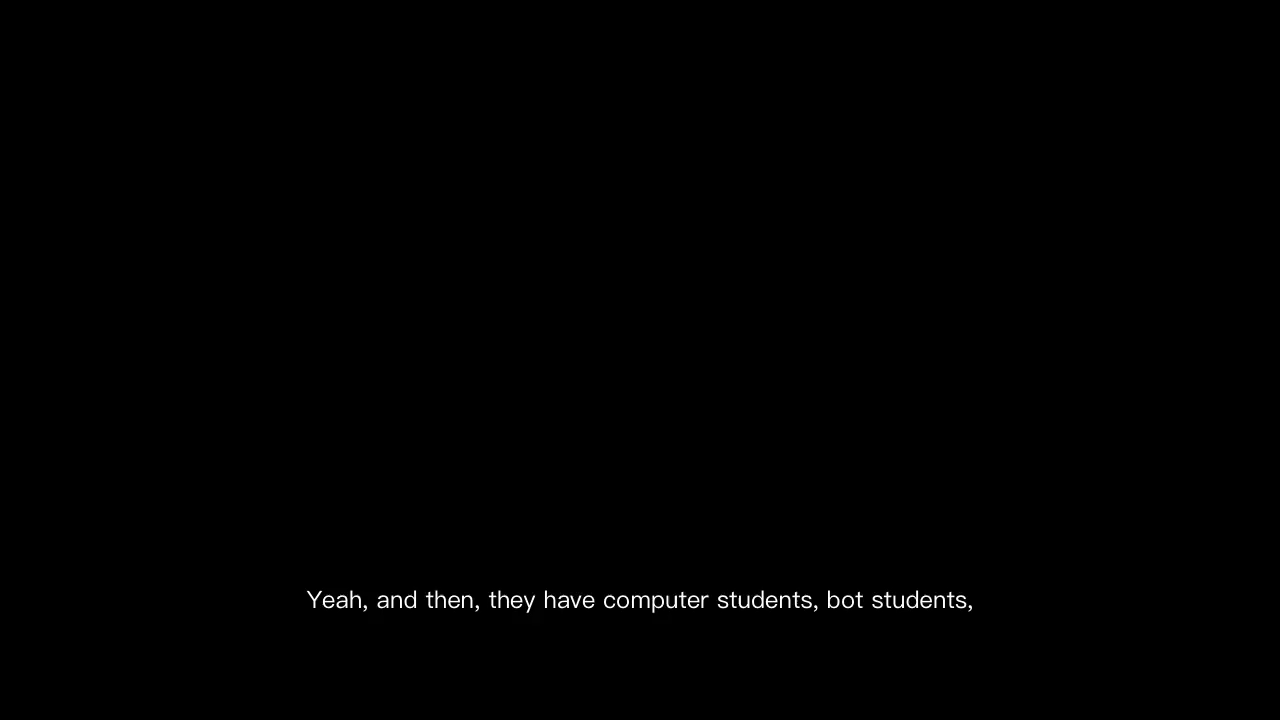 Yeah, and then, they have computer students, bot students,